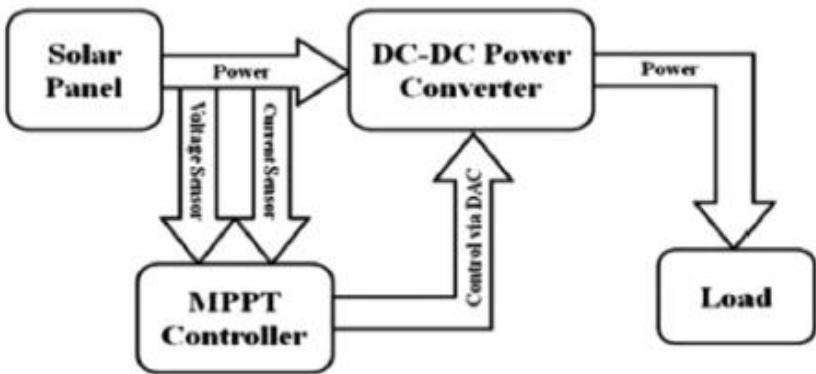 Solar
Panel
Power
DC-DC Power
Converter
Power
Voltage Sensor
Current Sensor
Control via DAC
MPPT
Controller
Load